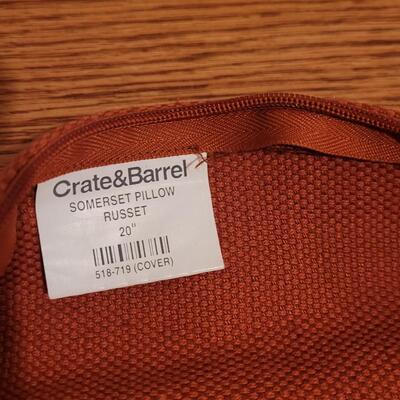 Crate&Barrel
SOMERSET PILLOW
RUSSET
20"
518-719 (COVER)